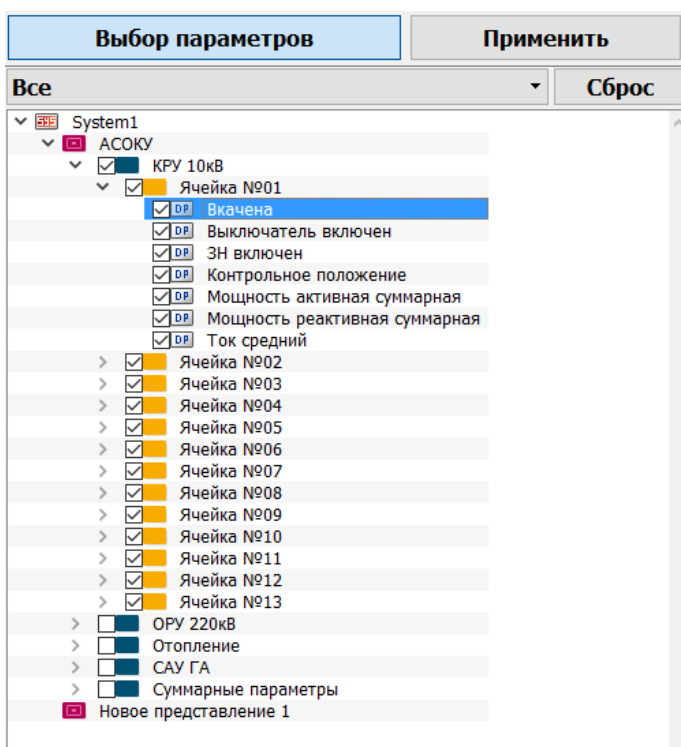 Выбор параметров Применить
Все Сброс
System1
АСОКУ
КРУ 10кВ
Ячейка №01
DP Вкачена
DP Выключатель включен
DP ЗН включен
DP Контрольное положение
DP Мощность активная суммарная
DP Мощность реактивная суммарная
DP Ток средний
Ячейка №02
Ячейка №03
Ячейка №04
Ячейка №05
Ячейка №06
Ячейка №07
Ячейка №08
Ячейка №09
Ячейка №10
Ячейка №11
Ячейка №12
Ячейка №13
ОРУ 220кВ
Отопление
САУ ГА
Суммарные параметры
Новое представление 1